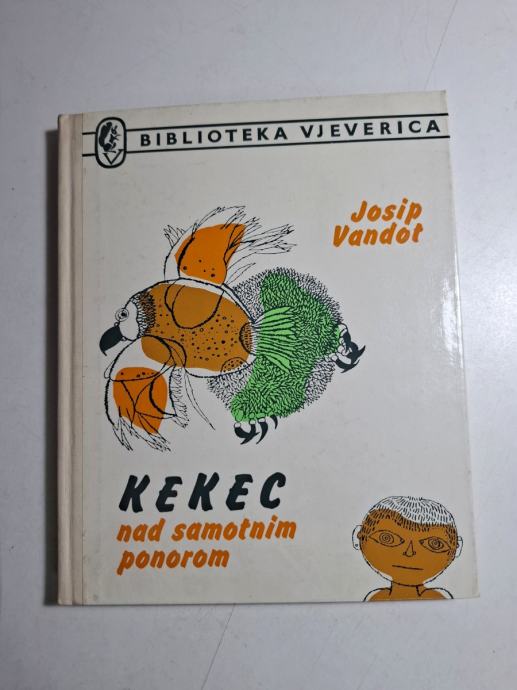 BIBLIOTEKA VJEVERICA
Josip
Vandot
KEKEC
nad samotnim
ponorom